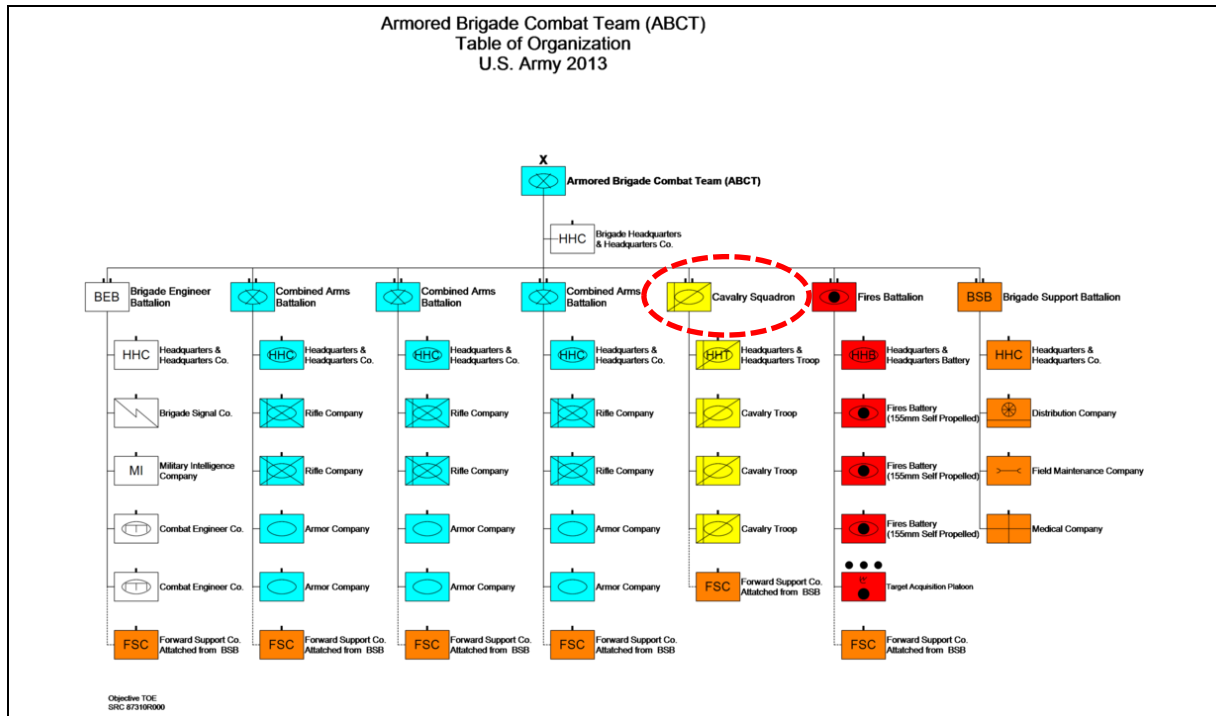 Armored Brigade Combat Team (ABCT)
Table of Organization
U.S. Army 2013
X
Armored Brigade Combat Team (ABCT)
HHC
Brigade Headquarters
& Headquarters Co.
BEB
Brigade Engineer
Battalion
Combined Arms
Battalion
Combined Arms
Battalion
Combined Arms
Battalion
Cavalry Squadron
Fires Battalion
BSB
Brigade Support Battalion
HHC
Headquarters &
Headquarters Co.
HHC
Headquarters &
Headquarters Co.
HHC
Headquarters &
Headquarters Co.
HHC
Headquarters &
Headquarters Co.
HHT
Headquarters &
Headquarters Troop
HHB
Headquarters &
Headquarters Battery
HHC
Headquarters &
Headquarters Co.
Brigade Signal Co.
Rifle Company
Rifle Company
Rifle Company
Cavalry Troop
Fires Battery
(155mm Self Propelled)
Distribution Company
MI
Military Intelligence
Company
Rifle Company
Rifle Company
Rifle Company
Cavalry Troop
Fires Battery
(155mm Self Propelled)
Field Maintenance Company
Combat Engineer Co.
Armor Company
Armor Company
Armor Company
Cavalry Troop
Fires Battery
(155mm Self Propelled)
Medical Company
Combat Engineer Co.
Armor Company
Armor Company
Armor Company
FSC
Forward Support Co.
Attatched from BSB
Target Acquisition Platoon
FSC
Forward Support Co.
Attatched from BSB
FSC
Forward Support Co.
Attatched from BSB
FSC
Forward Support Co.
Attatched from BSB
FSC
Forward Support Co.
Attatched from BSB
FSC
Forward Support Co.
Attatched from BSB
Objective TOE
SRC 87310R000